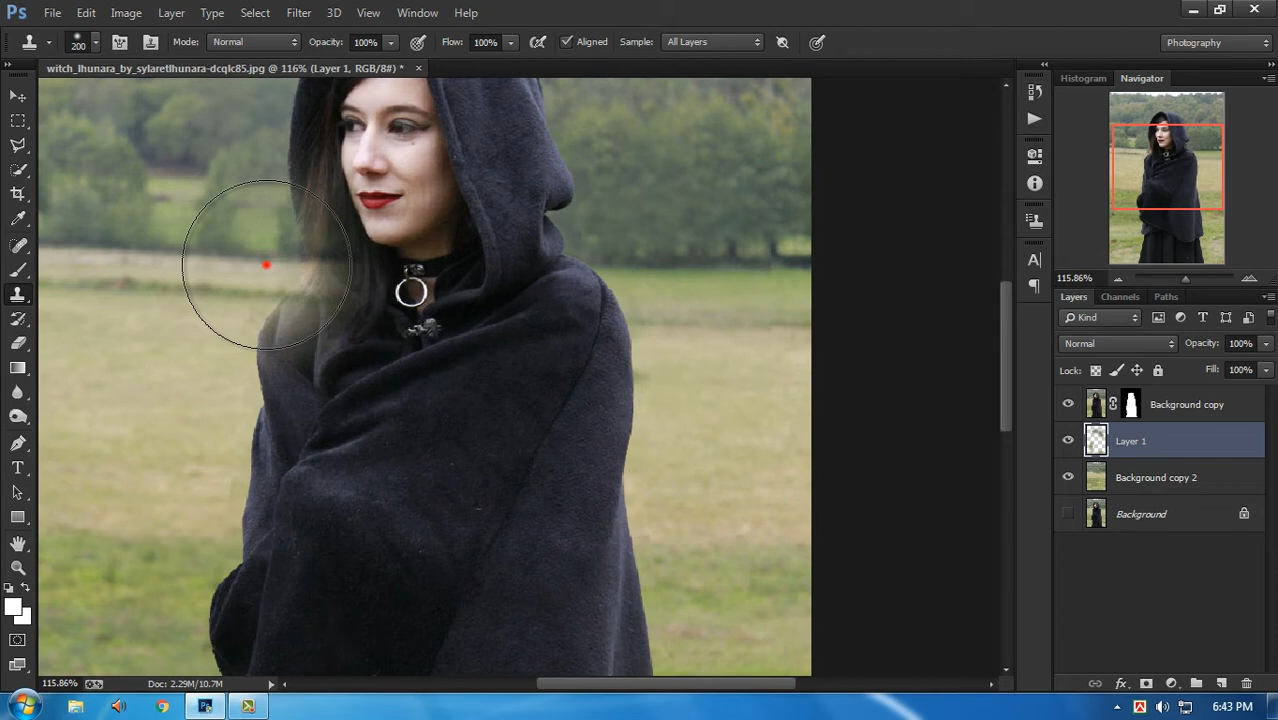 Ps File Edit Image Layer Type Select Filter 3D View Window Help
200 Mode: Normal Opacity: 100% Flow: 100% Aligned Sample: All Layers Photography
witch_lhunara_by_sylaretlhunara-dcqlc85.jpg @ 116% (Layer 1, RGB/8#) * ×
Histogram Navigator
115.86%
Layers Channels Paths
Kind
Normal Opacity: 100%
Lock: Fill: 100%
Background copy
Layer 1
Background copy 2
Background
115.86% Doc: 2.29M/10.7M
6:43 PM